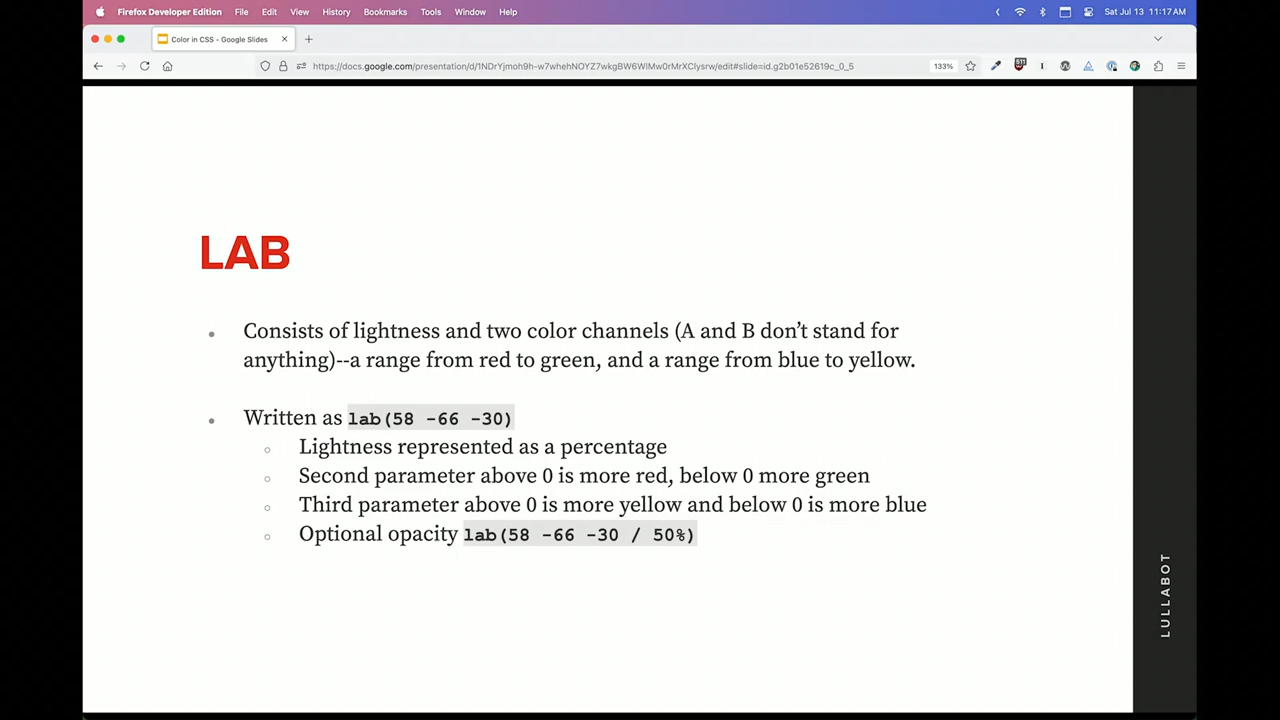 Firefox Developer Edition File Edit View History Bookmarks Tools Window Help Sat Jul 13 11:17 AM
Color in CSS - Google Slides
133%
LAB
• Consists of lightness and two color channels (A and B don’t stand for
anything)--a range from red to green, and a range from blue to yellow.
• Written as lab(58 -66 -30)
○ Lightness represented as a percentage
○ Second parameter above 0 is more red, below 0 more green
○ Third parameter above 0 is more yellow and below 0 is more blue
○ Optional opacity lab(58 -66 -30 / 50%)
LULLABOT